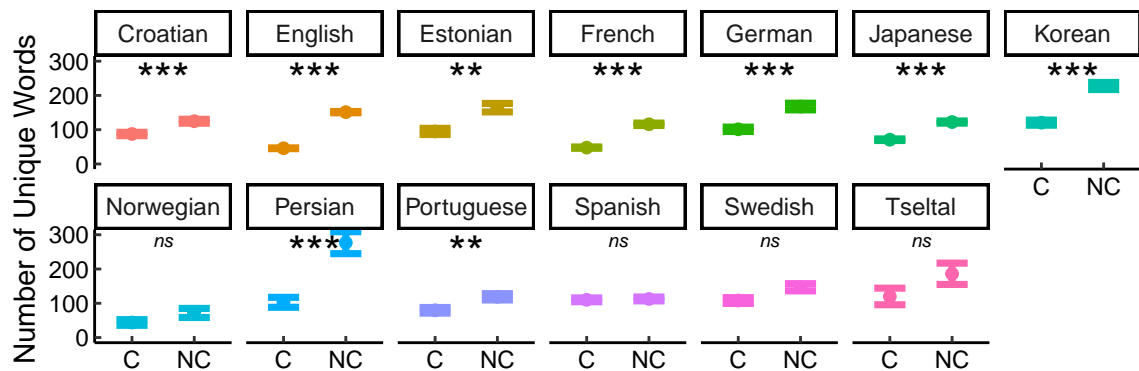 Number of Unique Words
Croatian English Estonian French German Japanese Korean
*** *** ** *** *** *** ***
300
200
100
0
C NC
Norwegian Persian Portuguese Spanish Swedish Tseltal
ns *** ** ns ns ns
300
200
100
0
C NC C NC C NC C NC C NC C NC